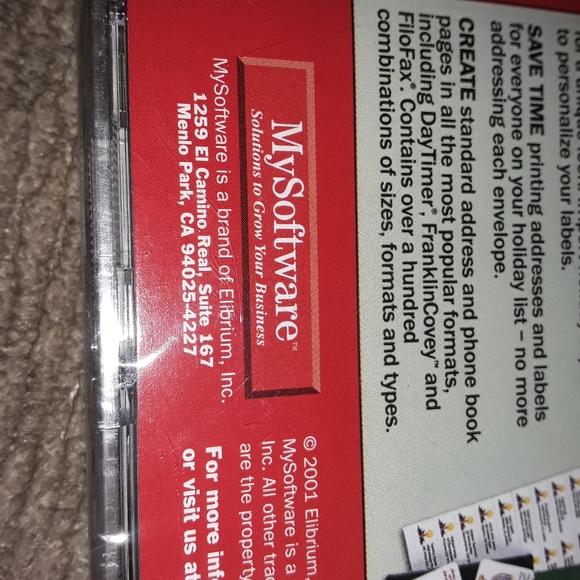 to personalize your labels.
SAVE TIME printing addresses and labels
for everyone on your holiday list – no more
addressing each envelope.
CREATE standard address and phone book
pages in all the most popular formats,
including DayTimer®, FranklinCovey™ and
FiloFax®. Contains over a hundred
combinations of sizes, formats and types.
MySoftware™
Solutions to Grow Your Business
MySoftware is a brand of Elibrium, Inc.
1259 El Camino Real, Suite 167
Menlo Park, CA 94025-4227
© 2001 Elibrium,
MySoftware is a
Inc. All other trad
are the property
For more inf
or visit us at